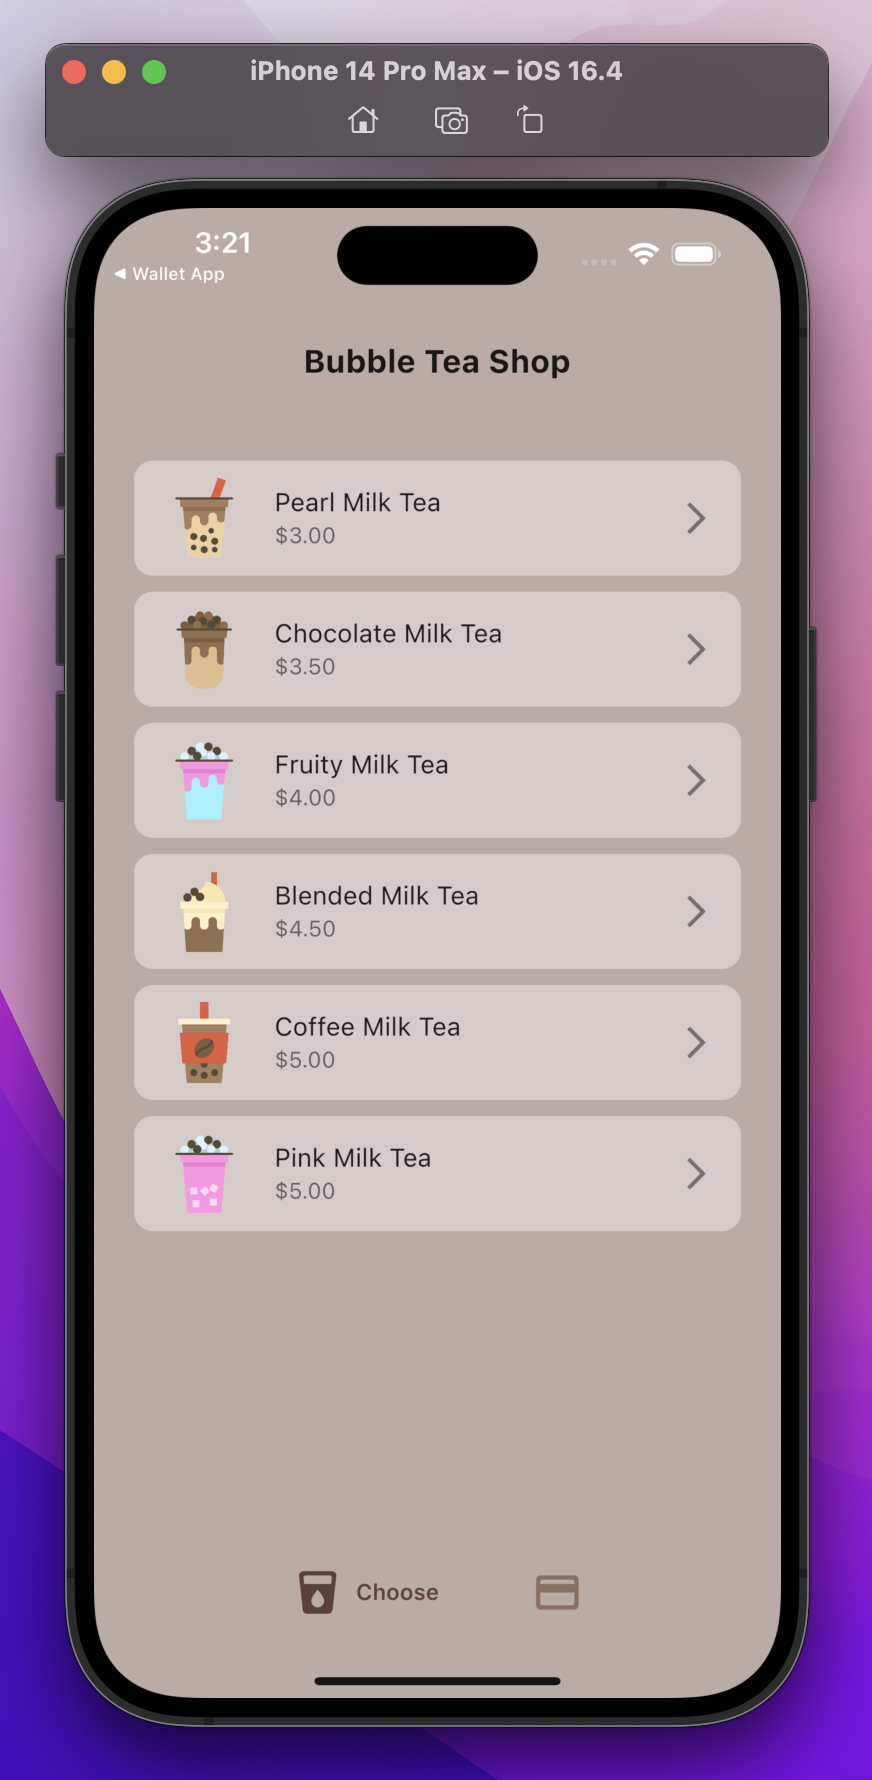 iPhone 14 Pro Max – iOS 16.4
3:21
◀ Wallet App
Bubble Tea Shop
Pearl Milk Tea
$3.00
Chocolate Milk Tea
$3.50
Fruity Milk Tea
$4.00
Blended Milk Tea
$4.50
Coffee Milk Tea
$5.00
Pink Milk Tea
$5.00
Choose